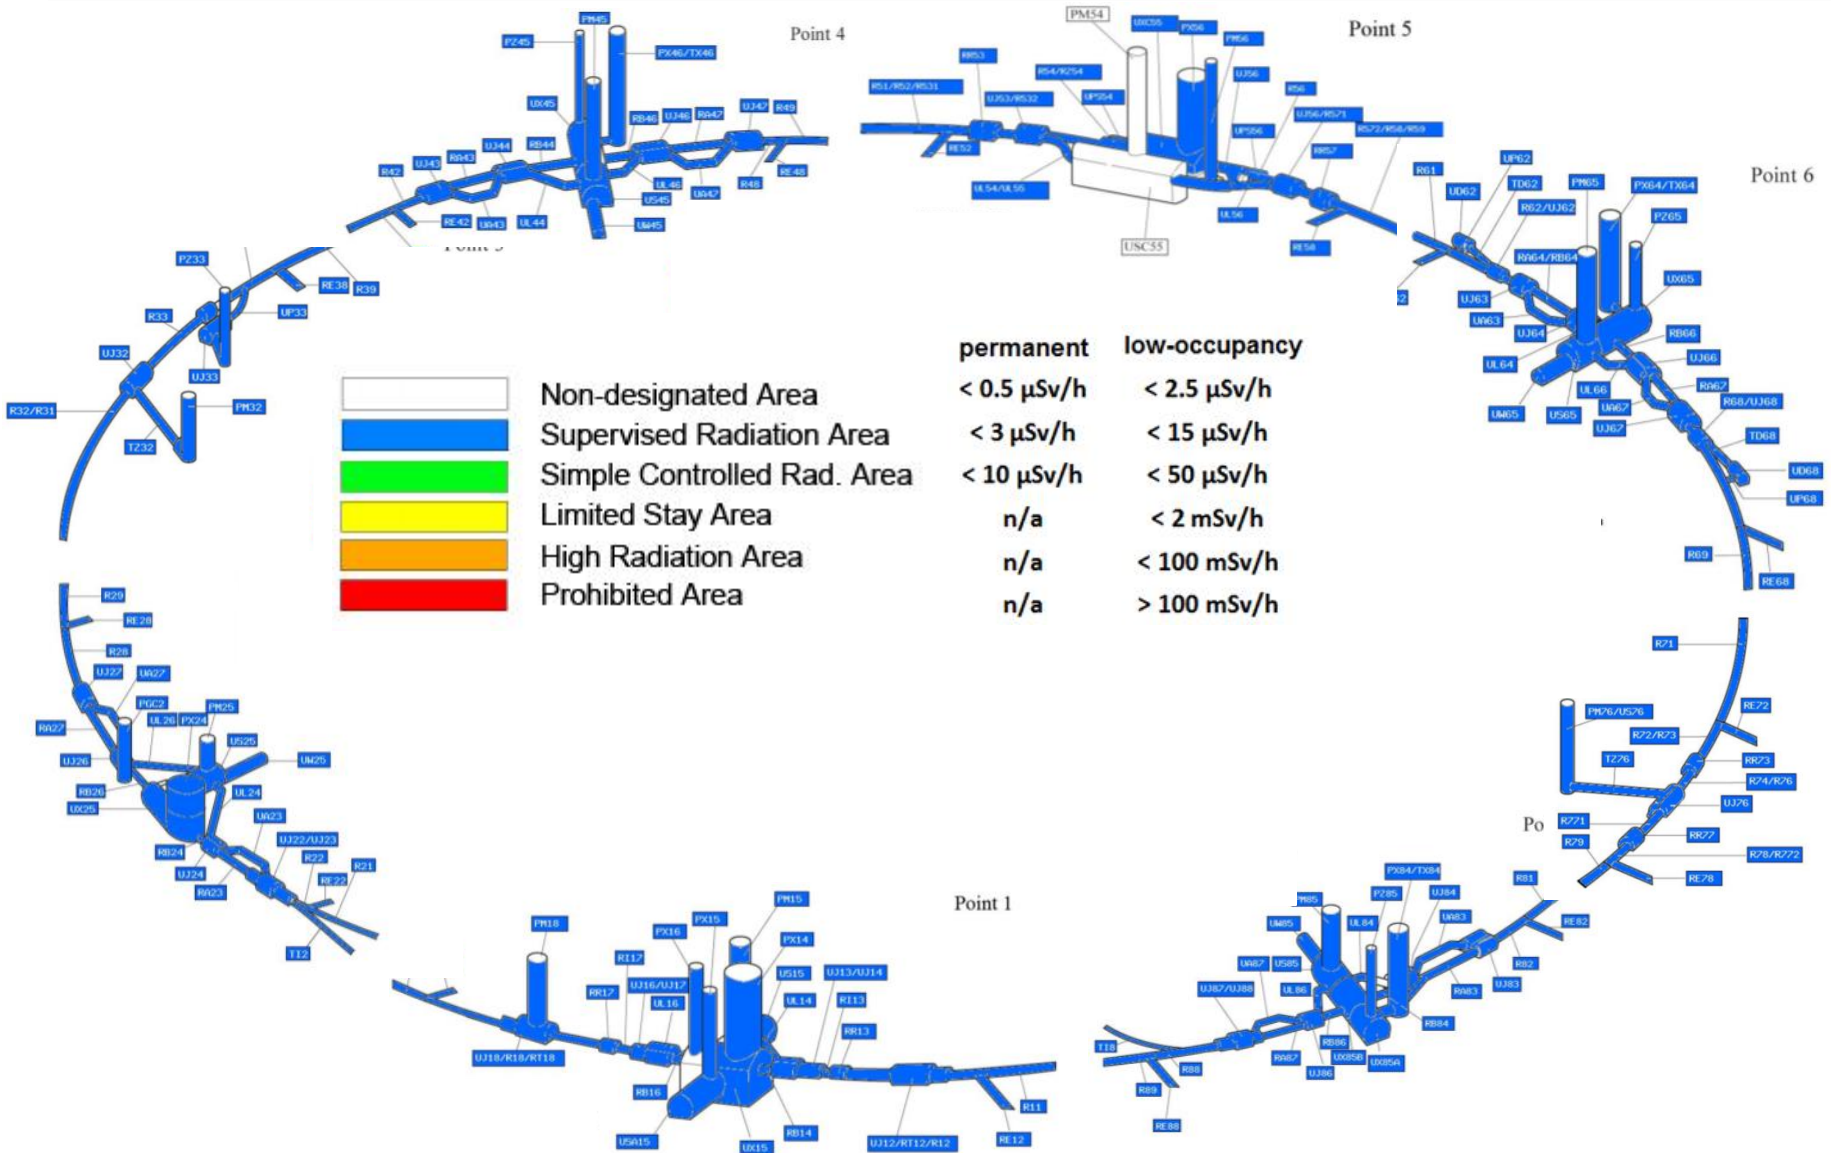 Point 4
PM45
PZ45
PX46/TX46
UX45
RB46
UJ46
RA47
UJ47
R49
RB44
UJ44
RA43
UJ43
R42
RE42
UA43
UL44
UL46
US45
UW45
UA47
R48
RE48
Point 5
PM54
UXC55
PX56
PM56
UJ56
RR53
R54/RZ54
R51/R52/R531
UJ53/R532
UPS54
R56
UJ56/R571
R572/R58/R59
UPS56
RR57
RE52
UL54/UL55
UL56
USC55
RE58
Point 6
R61
UP62
UD62
TD62
R62/UJ62
PM65
PX64/TX64
PZ65
RA64/RB64
UX65
UJ63
UA63
UJ64
RB66
UL64
UJ66
UL66
RA67
UW65
US65
UA67
R68/UJ68
UJ67
TD68
UD68
UP68
R69
RE68
PZ33
RE38
R39
R33
UP33
UJ32
UJ33
R32/R31
PM32
TZ32
permanent low-occupancy
Non-designated Area < 0.5 µSv/h < 2.5 µSv/h
Supervised Radiation Area < 3 µSv/h < 15 µSv/h
Simple Controlled Rad. Area < 10 µSv/h < 50 µSv/h
Limited Stay Area n/a < 2 mSv/h
High Radiation Area n/a < 100 mSv/h
Prohibited Area n/a > 100 mSv/h
R29
RE28
R28
UJ27
UA27
PGC2
UL26
PX24
PM25
RA27
US25
UJ26
UW25
RB26
UX25
UL24
UA23
RB24
UJ22/UJ23
UJ24
R22
R21
RA23
RE22
TI2
R71
PM76/US76
RE72
R72/R73
TZ76
RR73
R74/R76
UJ76
Po
R771
RR77
R79
R78/R772
RE78
Point 1
PM18
PX15
PM15
PX16
PX14
RI17
US15
UJ13/UJ14
RR17
UJ16/UJ17
UL16
UL14
RI13
RR13
UJ18/R18/RT18
RB16
R11
USA15
UX15
RB14
UJ12/RT12/R12
RE12
PX84/TX84
R81
PM85
PZ85
UJ84
UW85
UL84
UA83
RE82
UA87
US85
R82
UJ87/UJ88
UL86
RA83
UJ83
RB84
TI8
RB86
RA87
UX85B
UX85A
R88
UJ86
R89
RE88